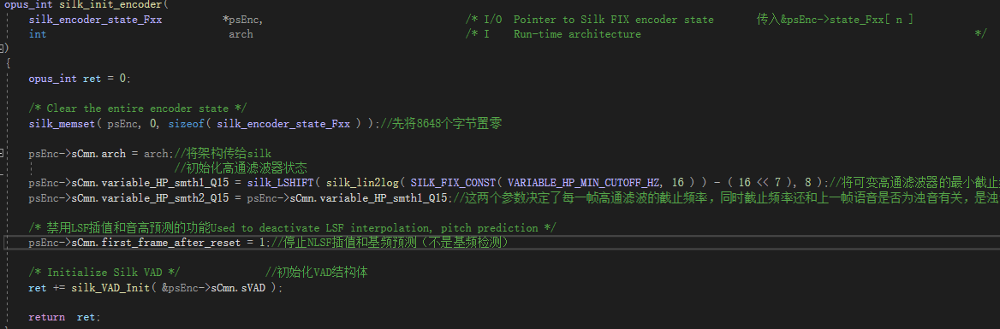 opus_int silk_init_encoder(
silk_encoder_state_Fxx *psEnc, /* I/O Pointer to Silk FIX encoder state 传入&psEnc->state_Fxx[ n ]
int arch /* I Run-time architecture */
)
{
opus_int ret = 0;
/* Clear the entire encoder state */
silk_memset( psEnc, 0, sizeof( silk_encoder_state_Fxx ) );//先将8648个字节置零
psEnc->sCmn.arch = arch;//将架构传给silk
//初始化高通滤波器状态
psEnc->sCmn.variable_HP_smth1_Q15 = silk_LSHIFT( silk_lin2log( SILK_FIX_CONST( VARIABLE_HP_MIN_CUTOFF_HZ, 16 ) ) - ( 16 << 7 ), 8 );//将可变高通滤波器的最小截止
psEnc->sCmn.variable_HP_smth2_Q15 = psEnc->sCmn.variable_HP_smth1_Q15;//这两个参数决定了每一帧高通滤波的截止频率，同时截止频率还和上一帧语音是否为浊音有关，是浊
/* 禁用LSF插值和音高预测的功能Used to deactivate LSF interpolation, pitch prediction */
psEnc->sCmn.first_frame_after_reset = 1;//停止NLSF插值和基频预测（不是基频检测）
/* Initialize Silk VAD */ //初始化VAD结构体
ret += silk_VAD_Init( &psEnc->sCmn.sVAD );
return ret;